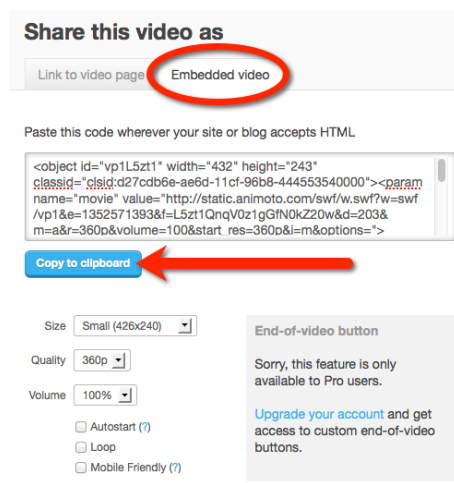 Share this video as
Link to video page
Embedded video
Paste this code wherever your site or blog accepts HTML
<object id="vp1L5zt1" width="432" height="243"
classid="clsid:d27cdb6e-ae6d-11cf-96b8-444553540000"><param
name="movie" value="http://static.animoto.com/swf/w.swf?w=swf
/vp1&e=1352571393&f=L5zt1QnqV0z1gGfN0kZ20w&d=203&
m=a&r=360p&volume=100&start_res=360p&i=m&options=">
Copy to clipboard
Size Small (426x240)
Quality 360p
Volume 100%
Autostart (?)
Loop
Mobile Friendly (?)
End-of-video button
Sorry, this feature is only
available to Pro users.
Upgrade your account and get
access to custom end-of-video
buttons.